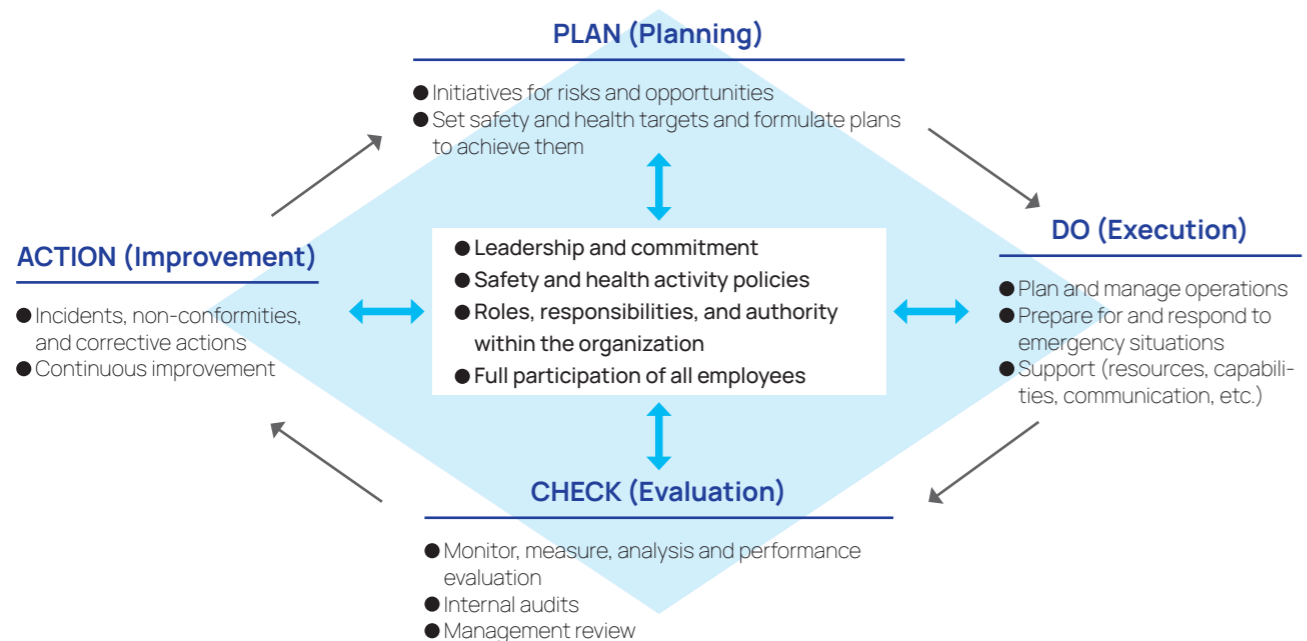 PLAN (Planning)
● Initiatives for risks and opportunities
● Set safety and health targets and formulate plans
to achieve them
DO (Execution)
● Plan and manage operations
● Prepare for and respond to
emergency situations
● Support (resources, capabili-
ties, communication, etc.)
ACTION (Improvement)
● Incidents, non-conformities,
and corrective actions
● Continuous improvement
● Leadership and commitment
● Safety and health activity policies
● Roles, responsibilities, and authority
within the organization
● Full participation of all employees
CHECK (Evaluation)
● Monitor, measure, analysis and performance
evaluation
● Internal audits
● Management review